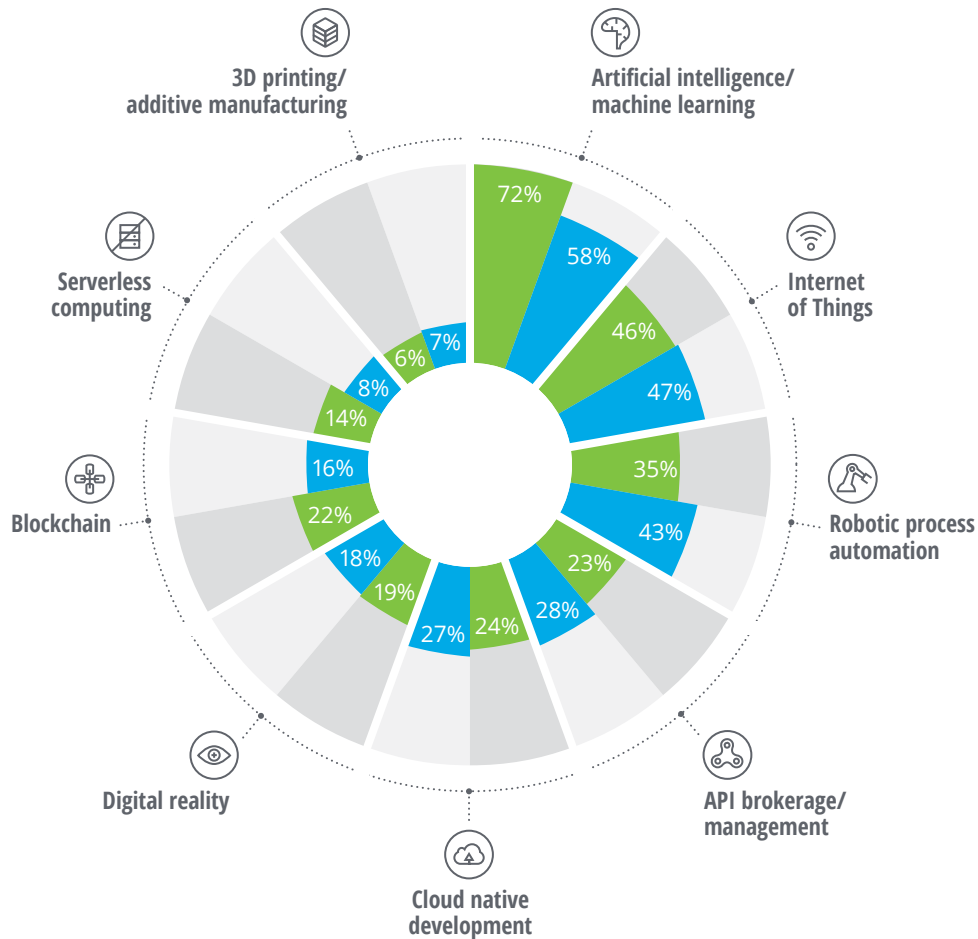 3D printing/
additive manufacturing
Artificial intelligence/
machine learning
72%
58%
Internet
of Things
46%
47%
Robotic process
automation
35%
43%
API brokerage/
management
23%
28%
Cloud native
development
24%
27%
Digital reality
19%
18%
Blockchain
22%
16%
Serverless
computing
14%
8%
6%
7%